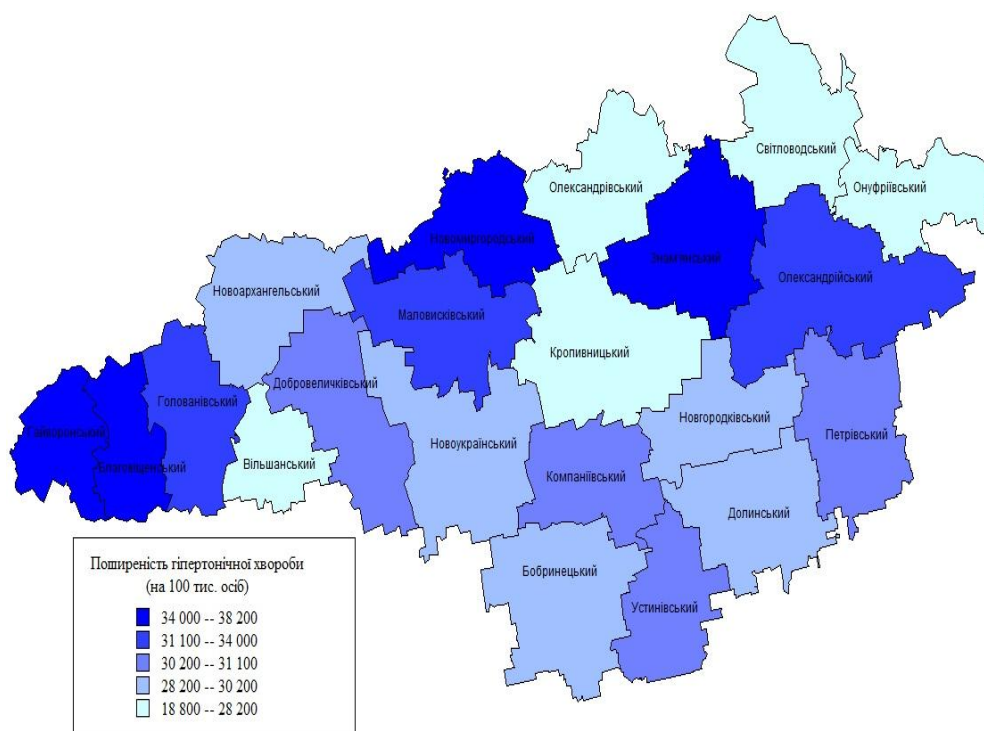 Світловодський
Онуфріївський
Олександрівський
Новомиргородський
Знам'янський
Олександрійський
Новоархангельський
Маловисківський
Кропивницький
Добровеличківський
Голованівський
Новгородківський
Гайворонський
Благовіщенський
Вільшанський
Новоукраїнський
Компаніївський
Петрівський
Долинський
Бобринецький
Устинівський
Поширеність гіпертонічної хвороби
(на 100 тис. осіб)
34 000 -- 38 200
31 100 -- 34 000
30 200 -- 31 100
28 200 -- 30 200
18 800 -- 28 200